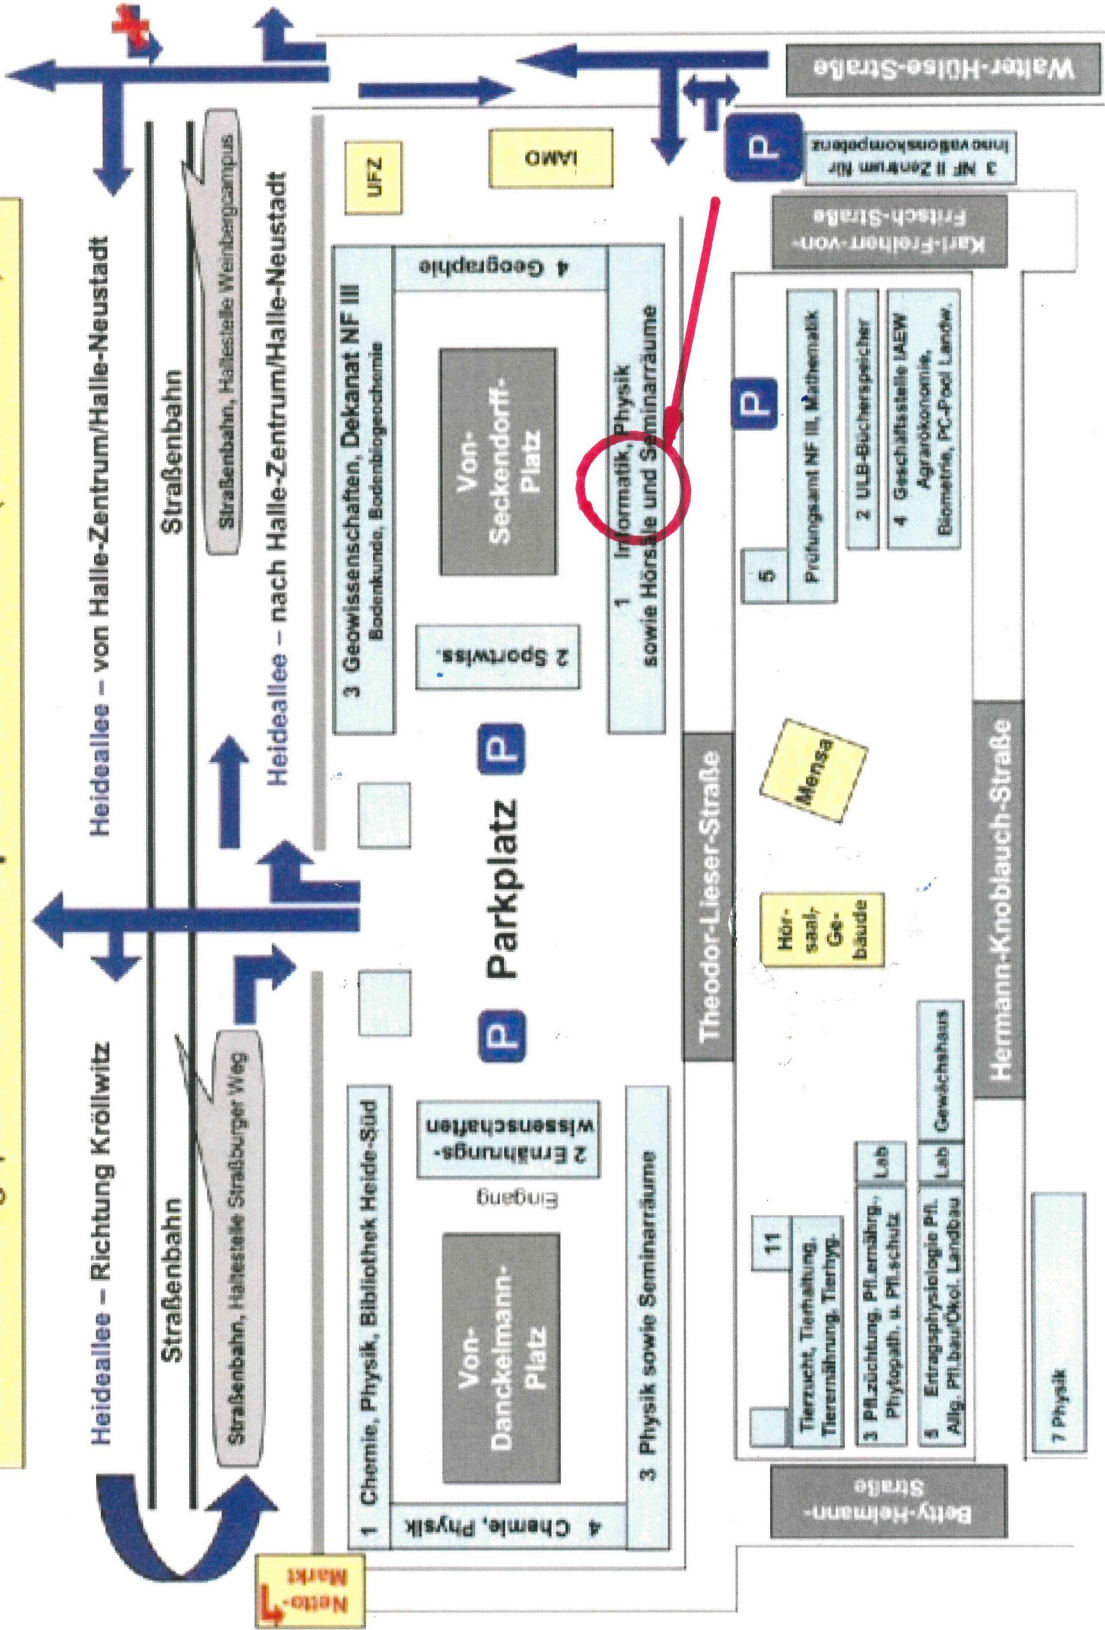 Heideallee – Richtung Kröllwitz
Heideallee – von Halle-Zentrum/Halle-Neustadt
Straßenbahn
Straßenbahn
Straßenbahn, Haltestelle Straßburger Weg
Straßenbahn, Haltestelle Weinbergcampus
Heideallee – nach Halle-Zentrum/Halle-Neustadt
Netto-
Markt
1 Chemie, Physik, Bibliothek Heide-Süd
4 Chemie, Physik
Von-
Danckelmann-
Platz
Eingang
2 Ernährungs-
wissenschaften
3 Physik sowie Seminarräume
P Parkplatz P
3 Geowissenschaften, Dekanat NF III
Bodenkunde, Bodenbiogeochemie
2 Sportwiss.
Von-
Seckendorff-
Platz
4 Geographie
1 Informatik, Physik
sowie Hörsäle und Seminarräume
UFZ
IAMO
Theodor-Lieser-Straße
Walter-Hülse-Straße
P
3 NF II Zentrum für
Innovationskompetenz
Karl-Freiherr-von-
Fritsch-Straße
Betty-Heimann-
Straße
11
Tierzucht, Tierhaltung,
Tierernährung, Tierhyg.
3 Pfl.züchtung, Pfl.ernährg.,
Phytopath. u. Pfl.schutz
Lab
5 Ertragsphysiologie Pfl.
Allg. Pfl.bau/Ökol. Landbau
Lab
Gewächshaus
Hör-
saal-
Ge-
bäude
Mensa
P
5
Prüfungsamt NF III, Mathematik
2 ULB-Bücherspeicher
4 Geschäftsstelle IAEW
Agrarökonomie,
Biometrie, PC-Pool Landw.
Hermann-Knoblauch-Straße
7 Physik